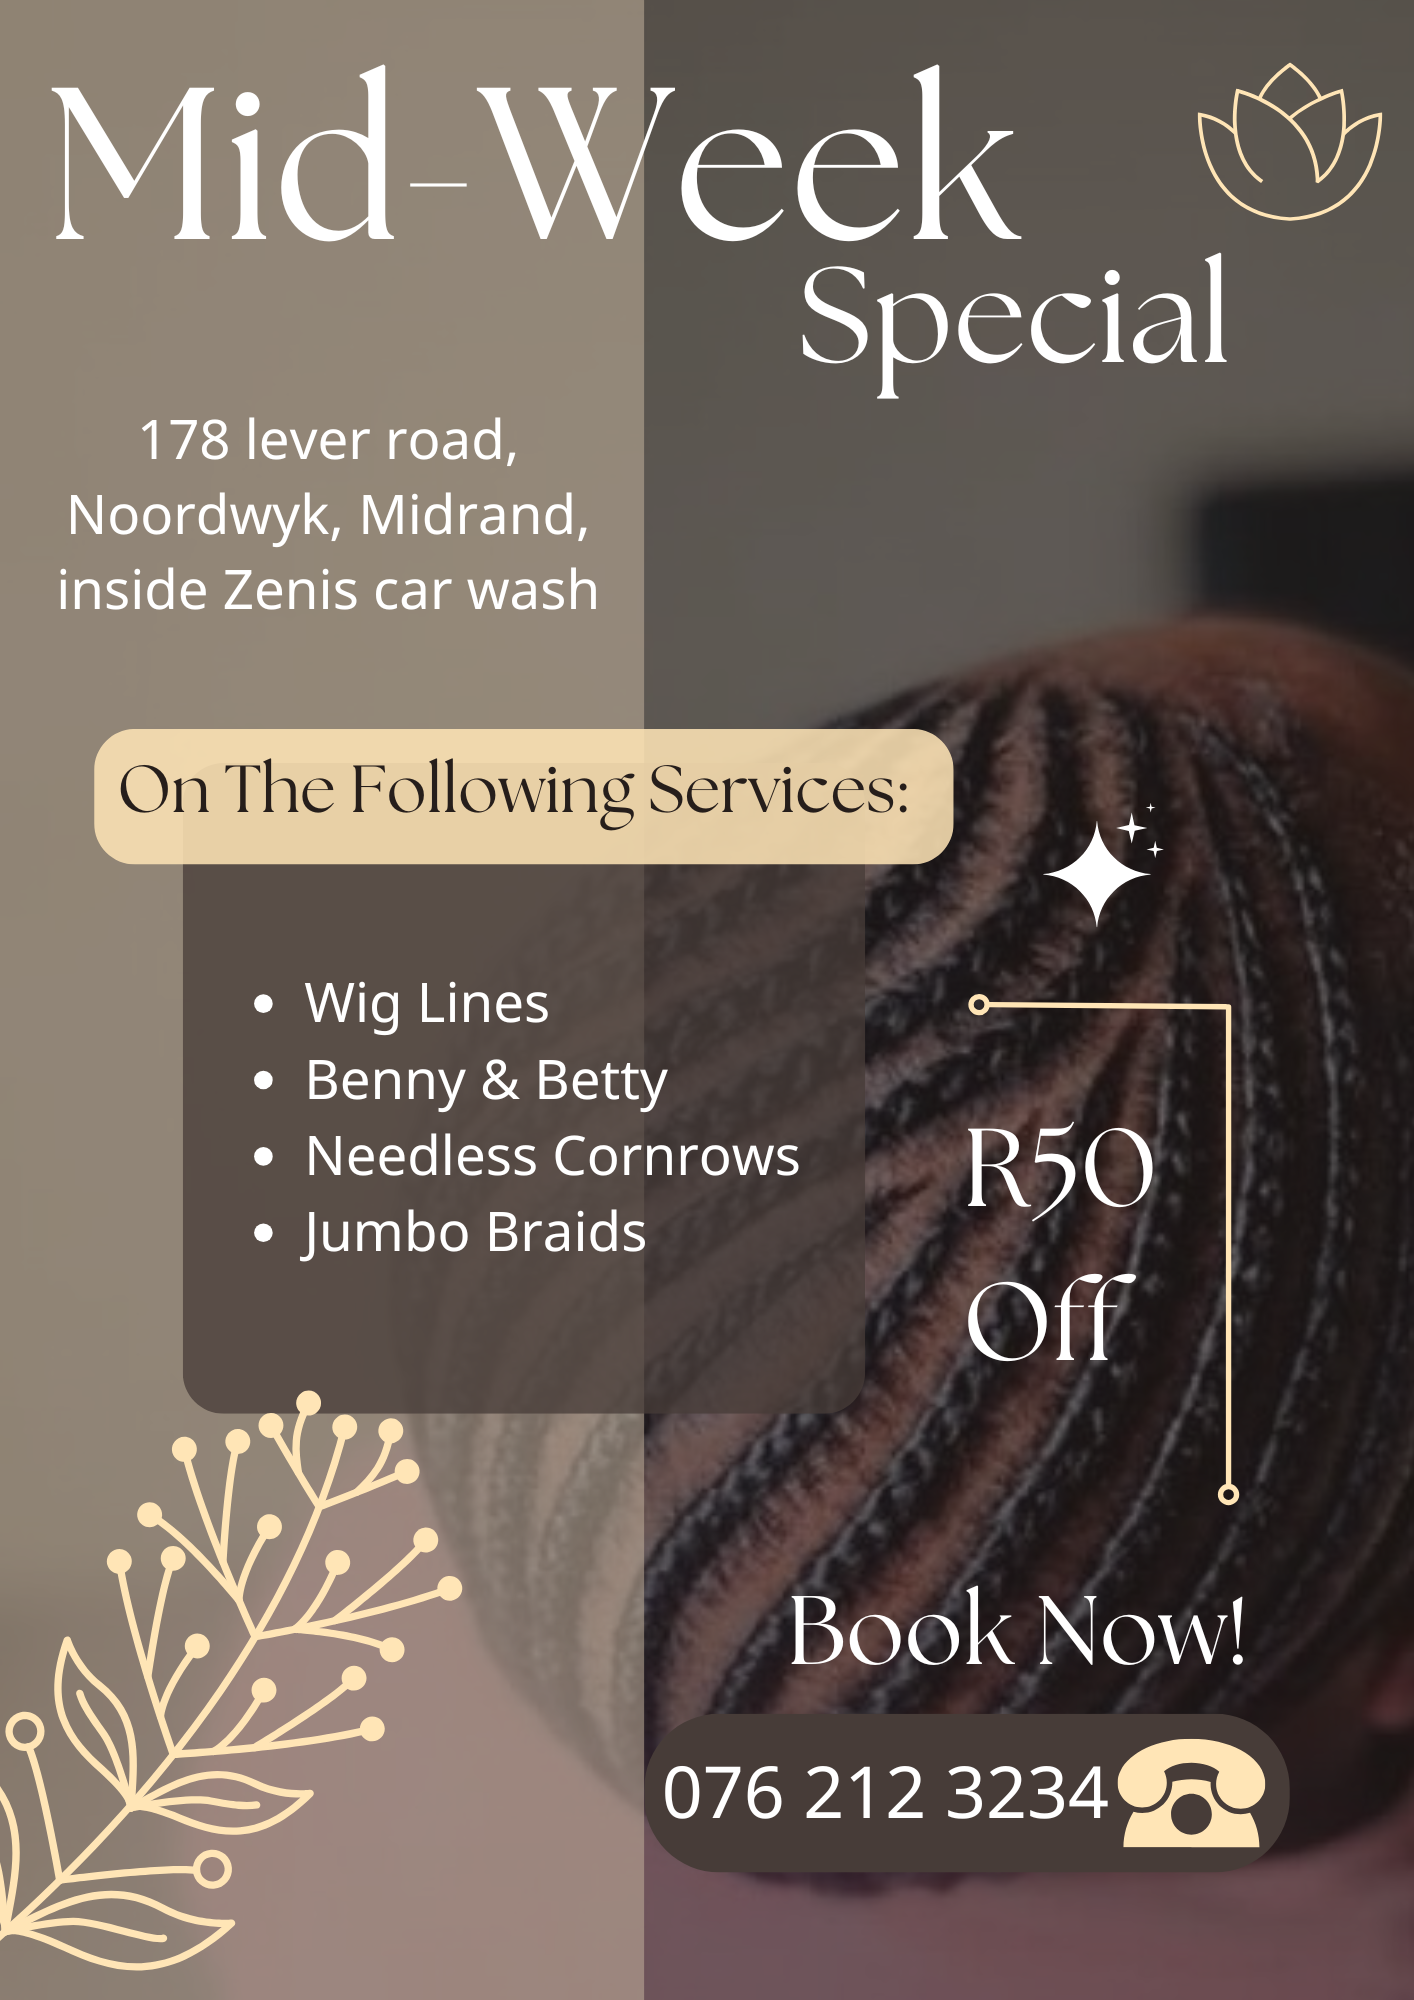 Mid-Week
Special
178 lever road,
Noordwyk, Midrand,
inside Zenis car wash
On The Following Services:
• Wig Lines
• Benny & Betty
• Needless Cornrows
• Jumbo Braids
R50
Off
Book Now!
076 212 3234